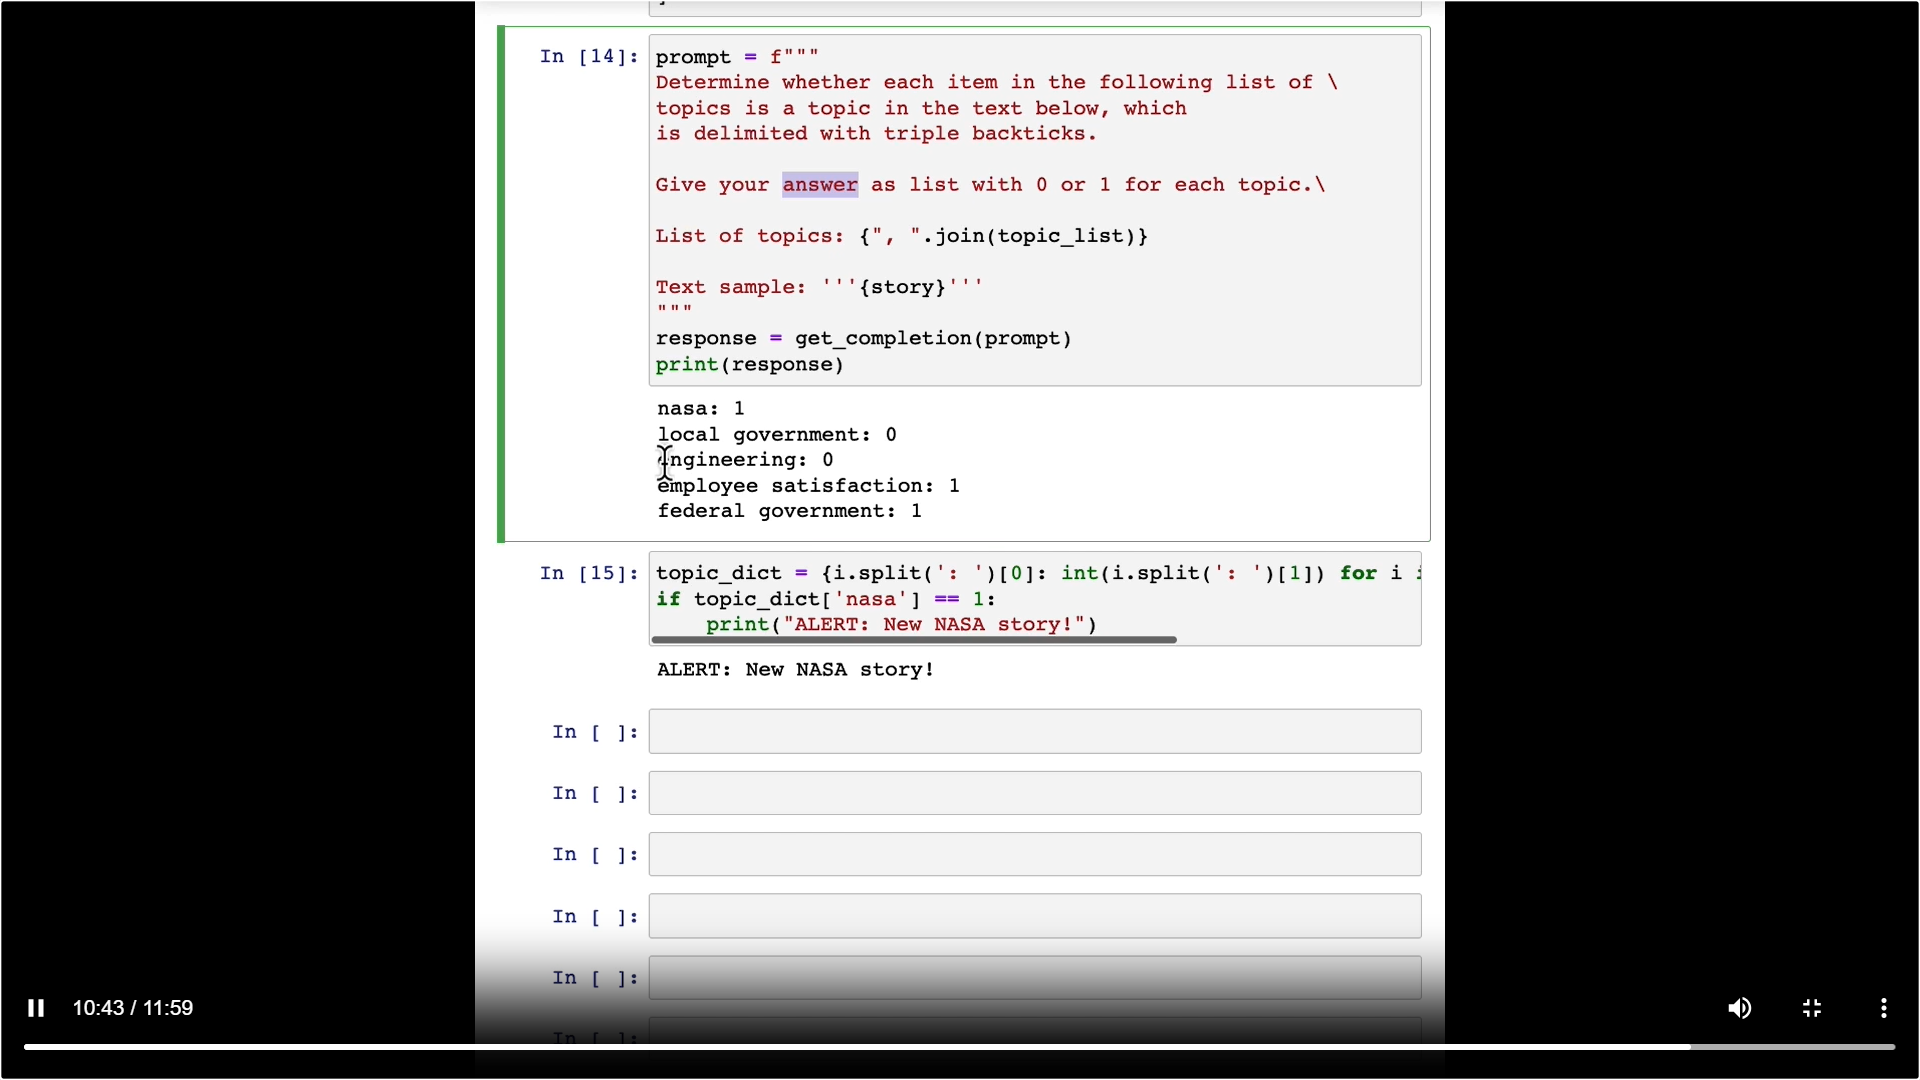 In [14]:
prompt = f"""
Determine whether each item in the following list of \
topics is a topic in the text below, which
is delimited with triple backticks.
Give your answer as list with 0 or 1 for each topic.\
List of topics: {", ".join(topic_list)}
Text sample: '''{story}'''
"""
response = get_completion(prompt)
print(response)
nasa: 1
local government: 0
engineering: 0
employee satisfaction: 1
federal government: 1
In [15]:
topic_dict = {i.split(': ')[0]: int(i.split(': ')[1]) for i i
if topic_dict['nasa'] == 1:
    print("ALERT: New NASA story!")
ALERT: New NASA story!
In [ ]:
In [ ]:
In [ ]:
In [ ]:
In [ ]:
In [ ]:
10:43 / 11:59